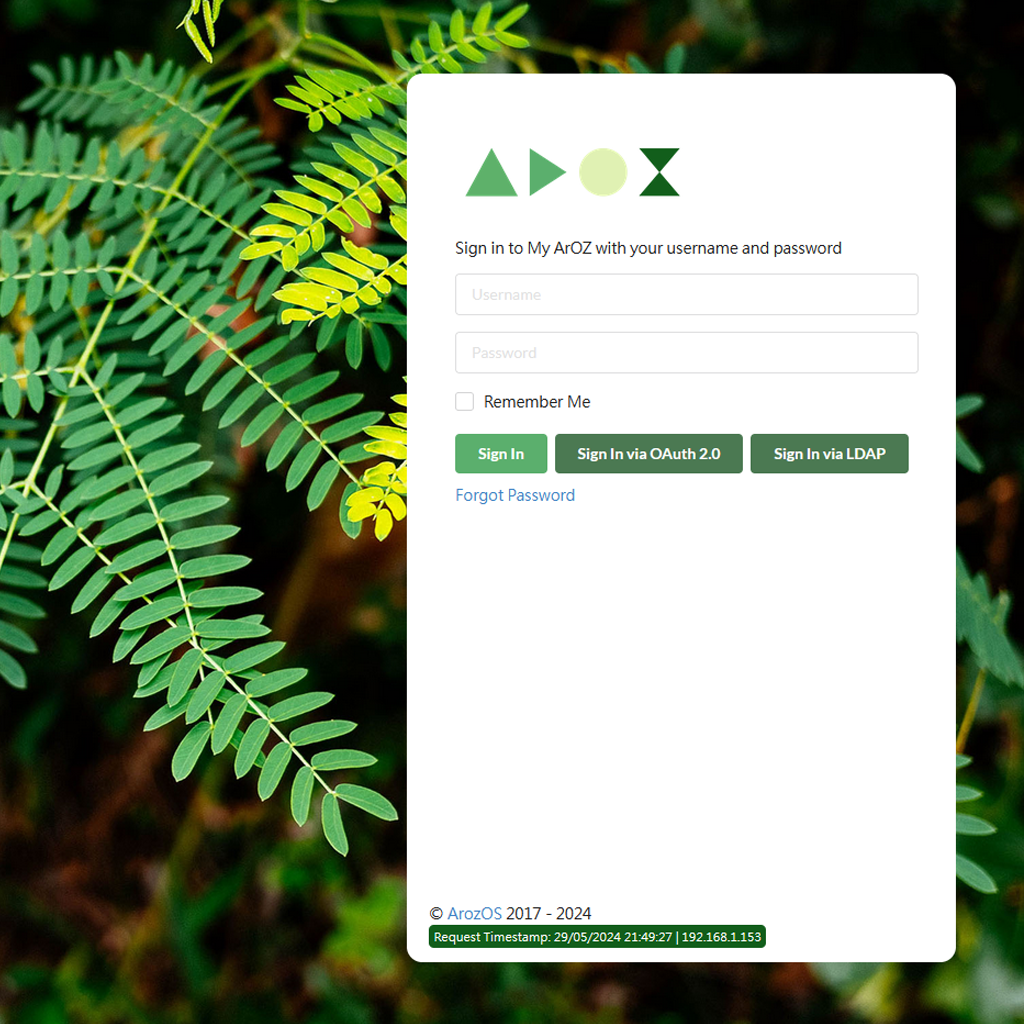 Sign in to My ArOZ with your username and password
Username
Password
Remember Me
Sign In
Sign In via OAuth 2.0
Sign In via LDAP
Forgot Password
© ArozOS 2017 - 2024
Request Timestamp: 29/05/2024 21:49:27 | 192.168.1.153